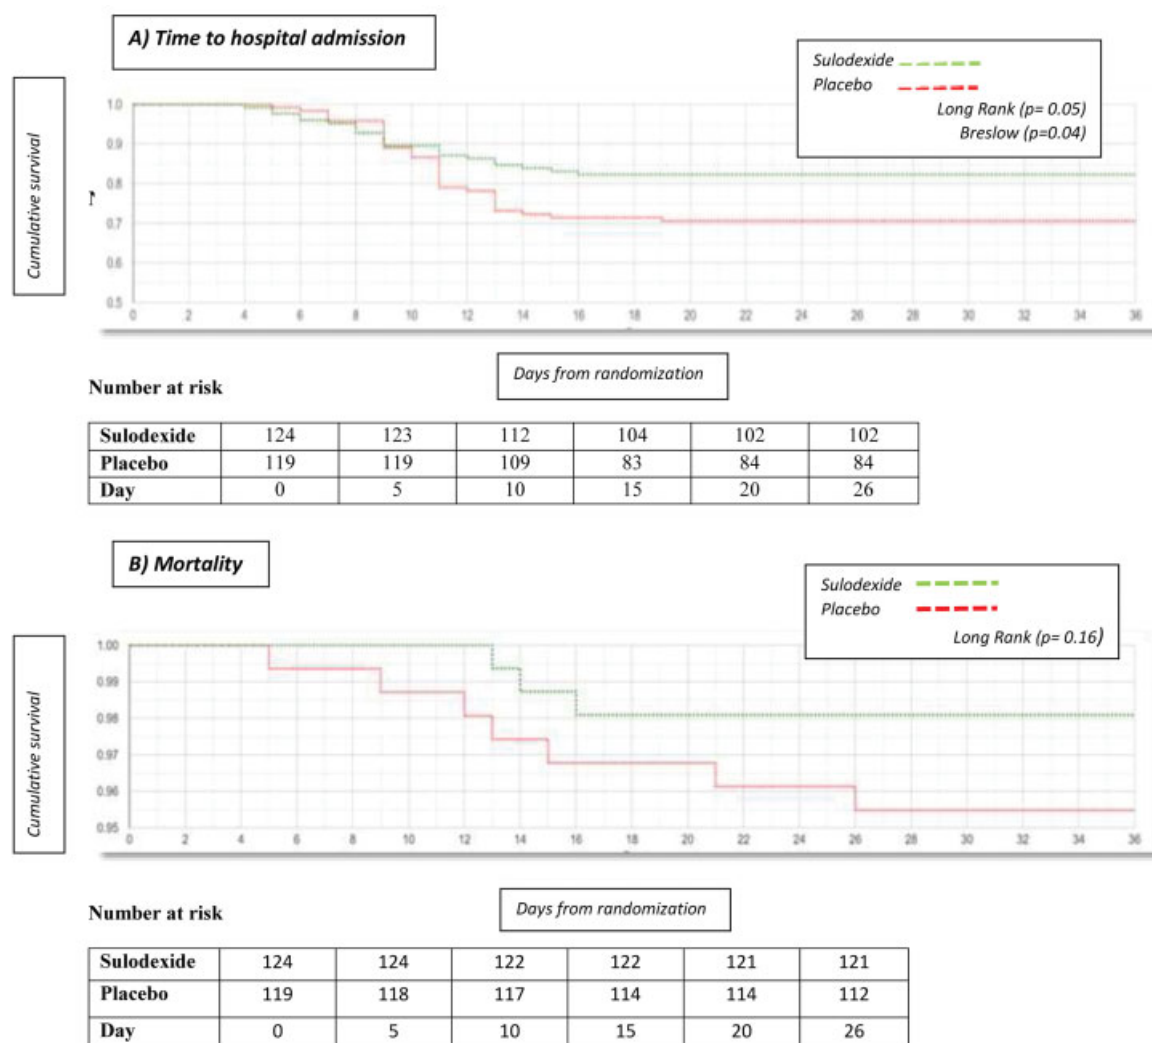 A) Time to hospital admission
Sulodexide
Placebo
Long Rank (p= 0.05)
Breslow (p=0.04)
Cumulative survival
1.0
0.9
0.8
0.7
0.6
0.5
0 2 4 6 8 10 12 14 16 18 20 22 24 26 28 30 32 34 36
Days from randomization
Number at risk
Sulodexide 124 123 112 104 102 102
Placebo 119 119 109 83 84 84
Day 0 5 10 15 20 26
B) Mortality
Sulodexide
Placebo
Long Rank (p= 0.16)
Cumulative survival
1.00
0.99
0.98
0.97
0.96
0.95
0 2 4 6 8 10 12 14 16 18 20 22 24 26 28 30 32 34 36
Days from randomization
Number at risk
Sulodexide 124 124 122 122 121 121
Placebo 119 118 117 114 114 112
Day 0 5 10 15 20 26